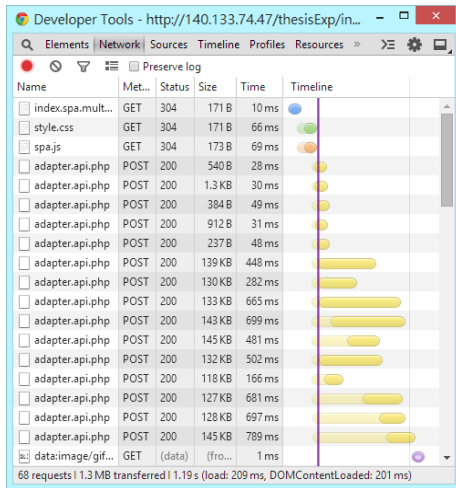 Developer Tools - http://140.133.74.47/thesisExp/in...
Elements Network Sources Timeline Profiles Resources »
Preserve log
Name Met... Status Size Time Timeline
index.spa.mult... GET 304 171 B 10 ms
style.css GET 304 171 B 66 ms
spa.js GET 304 173 B 69 ms
adapter.api.php POST 200 540 B 28 ms
adapter.api.php POST 200 1.3 KB 30 ms
adapter.api.php POST 200 384 B 49 ms
adapter.api.php POST 200 912 B 31 ms
adapter.api.php POST 200 237 B 48 ms
adapter.api.php POST 200 139 KB 448 ms
adapter.api.php POST 200 130 KB 282 ms
adapter.api.php POST 200 133 KB 665 ms
adapter.api.php POST 200 143 KB 699 ms
adapter.api.php POST 200 145 KB 481 ms
adapter.api.php POST 200 132 KB 502 ms
adapter.api.php POST 200 118 KB 166 ms
adapter.api.php POST 200 127 KB 681 ms
adapter.api.php POST 200 128 KB 697 ms
adapter.api.php POST 200 145 KB 789 ms
data:image/gif... GET (data) (fro... 1 ms
68 requests | 1.3 MB transferred | 1.19 s (load: 209 ms, DOMContentLoaded: 201 ms)